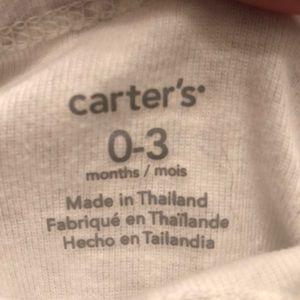 carter's
0-3
months / mois
Made in Thailand
Fabriqué en Thaïlande
Hecho en Tailandia